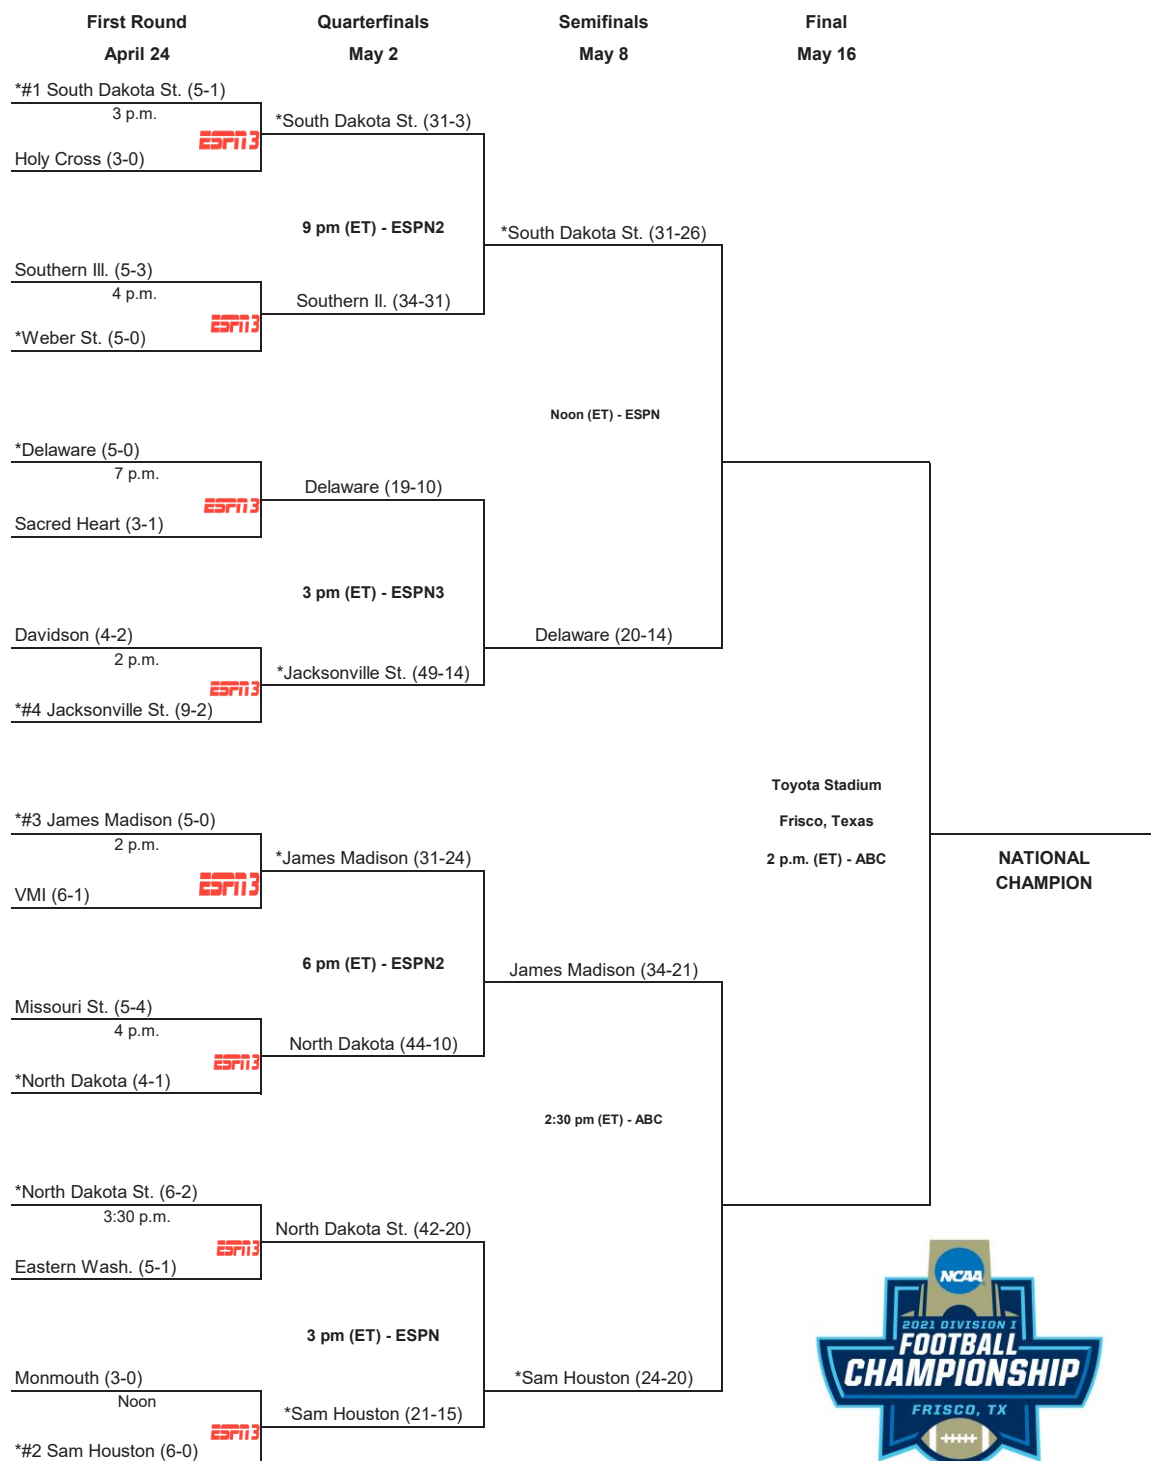 First Round
Quarterfinals
Semifinals
Final
April 24
May 2
May 8
May 16
*#1 South Dakota St. (5-1)
3 p.m.
ESPN3
Holy Cross (3-0)
*South Dakota St. (31-3)
9 pm (ET) - ESPN2
*South Dakota St. (31-26)
Southern Ill. (5-3)
4 p.m.
ESPN3
*Weber St. (5-0)
Southern Il. (34-31)
Noon (ET) - ESPN
*Delaware (5-0)
7 p.m.
ESPN3
Sacred Heart (3-1)
Delaware (19-10)
3 pm (ET) - ESPN3
Delaware (20-14)
Davidson (4-2)
2 p.m.
ESPN3
*#4 Jacksonville St. (9-2)
*Jacksonville St. (49-14)
Toyota Stadium
Frisco, Texas
2 p.m. (ET) - ABC
NATIONAL
CHAMPION
*#3 James Madison (5-0)
2 p.m.
ESPN3
VMI (6-1)
*James Madison (31-24)
6 pm (ET) - ESPN2
James Madison (34-21)
Missouri St. (5-4)
4 p.m.
ESPN3
*North Dakota (4-1)
North Dakota (44-10)
2:30 pm (ET) - ABC
*North Dakota St. (6-2)
3:30 p.m.
ESPN3
Eastern Wash. (5-1)
North Dakota St. (42-20)
3 pm (ET) - ESPN
*Sam Houston (24-20)
Monmouth (3-0)
Noon
ESPN3
*#2 Sam Houston (6-0)
*Sam Houston (21-15)
NCAA
2021 DIVISION I
FOOTBALL
CHAMPIONSHIP
FRISCO, TX